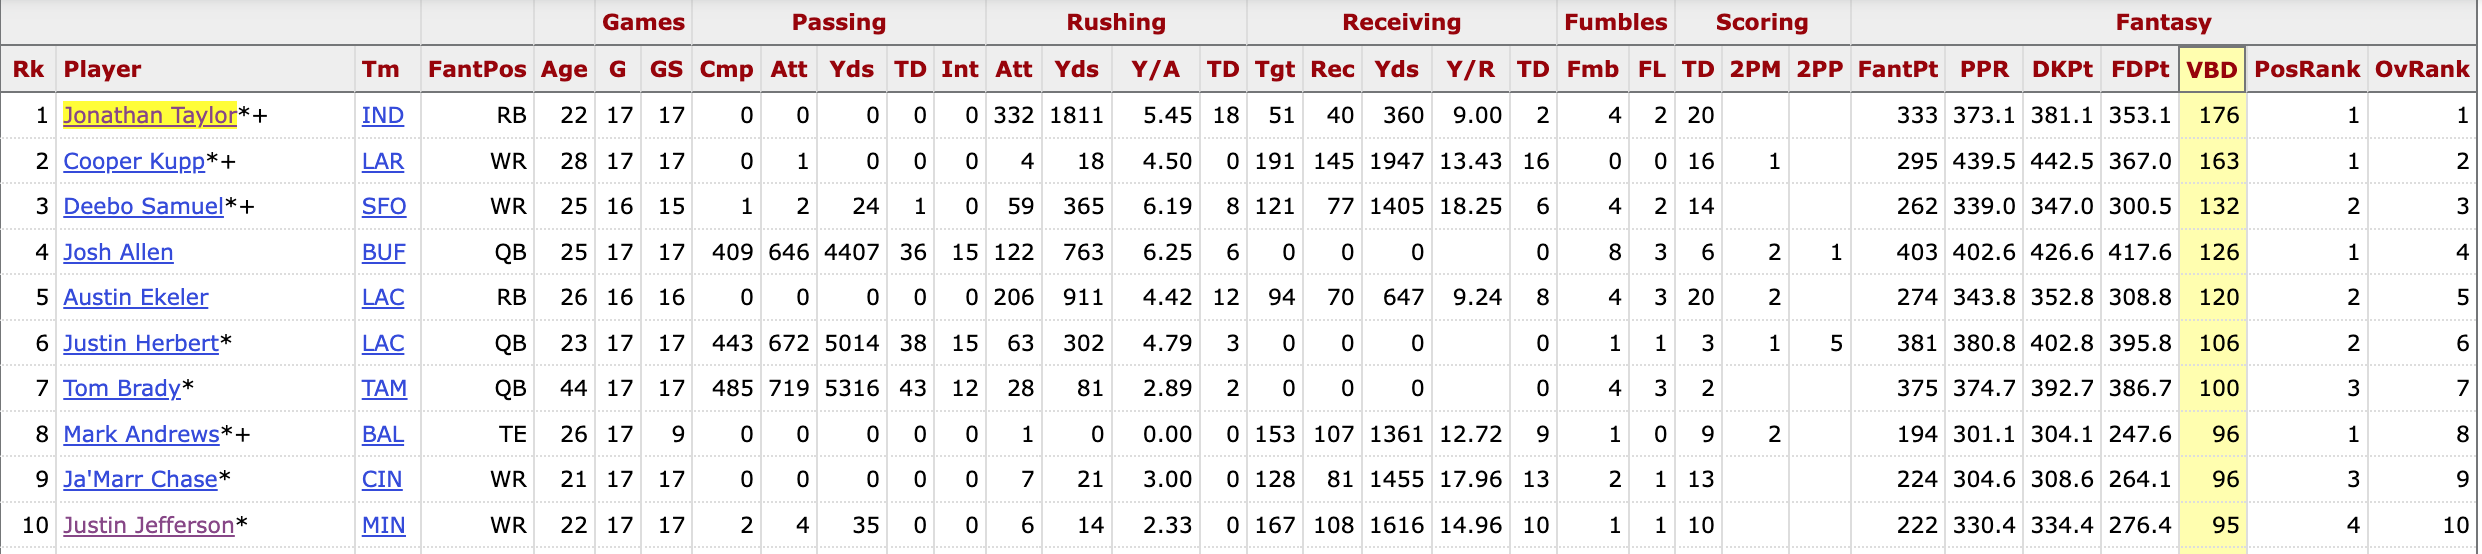 Games Passing Rushing Receiving Fumbles Scoring Fantasy
Rk Player Tm FantPos Age G GS Cmp Att Yds TD Int Att Yds Y/A TD Tgt Rec Yds Y/R TD Fmb FL TD 2PM 2PP FantPt PPR DKPt FDPt VBD PosRank OvRank
1 Jonathan Taylor*+ IND RB 22 17 17 0 0 0 0 0 332 1811 5.45 18 51 40 360 9.00 2 4 2 20 333 373.1 381.1 353.1 176 1 1
2 Cooper Kupp*+ LAR WR 28 17 17 0 1 0 0 0 4 18 4.50 0 191 145 1947 13.43 16 0 0 16 1 295 439.5 442.5 367.0 163 1 2
3 Deebo Samuel*+ SFO WR 25 16 15 1 2 24 1 0 59 365 6.19 8 121 77 1405 18.25 6 4 2 14 262 339.0 347.0 300.5 132 2 3
4 Josh Allen BUF QB 25 17 17 409 646 4407 36 15 122 763 6.25 6 0 0 0 0 8 3 6 2 1 403 402.6 426.6 417.6 126 1 4
5 Austin Ekeler LAC RB 26 16 16 0 0 0 0 0 206 911 4.42 12 94 70 647 9.24 8 4 3 20 2 274 343.8 352.8 308.8 120 2 5
6 Justin Herbert* LAC QB 23 17 17 443 672 5014 38 15 63 302 4.79 3 0 0 0 0 1 1 3 1 5 381 380.8 402.8 395.8 106 2 6
7 Tom Brady* TAM QB 44 17 17 485 719 5316 43 12 28 81 2.89 2 0 0 0 0 4 3 2 375 374.7 392.7 386.7 100 3 7
8 Mark Andrews*+ BAL TE 26 17 9 0 0 0 0 0 1 0 0.00 0 153 107 1361 12.72 9 1 0 9 2 194 301.1 304.1 247.6 96 1 8
9 Ja'Marr Chase* CIN WR 21 17 17 0 0 0 0 0 7 21 3.00 0 128 81 1455 17.96 13 2 1 13 224 304.6 308.6 264.1 96 3 9
10 Justin Jefferson* MIN WR 22 17 17 2 4 35 0 0 6 14 2.33 0 167 108 1616 14.96 10 1 1 10 222 330.4 334.4 276.4 95 4 10